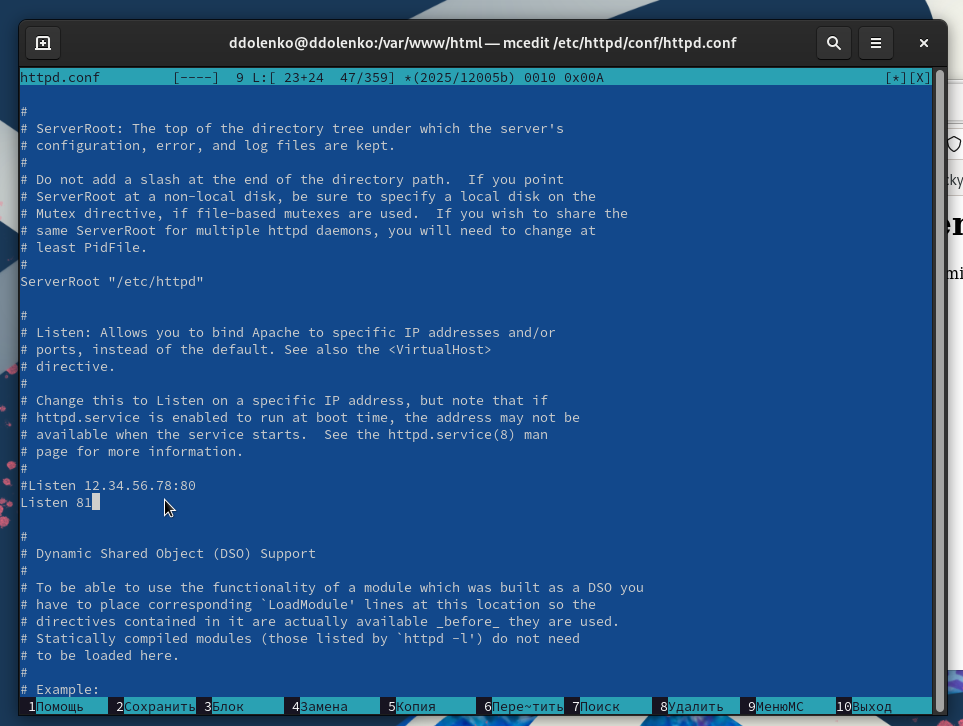 ddolenko@ddolenko:/var/www/html — mcedit /etc/httpd/conf/httpd.conf
httpd.conf [----] 9 L:[ 23+24 47/359] *(2025/12005b) 0010 0x00A [*][X]
#
# ServerRoot: The top of the directory tree under which the server's
# configuration, error, and log files are kept.
#
# Do not add a slash at the end of the directory path.  If you point
# ServerRoot at a non-local disk, be sure to specify a local disk on the
# Mutex directive, if file-based mutexes are used.  If you wish to share the
# same ServerRoot for multiple httpd daemons, you will need to change at
# least PidFile.
#
ServerRoot "/etc/httpd"
#
# Listen: Allows you to bind Apache to specific IP addresses and/or
# ports, instead of the default. See also the <VirtualHost>
# directive.
#
# Change this to Listen on a specific IP address, but note that if
# httpd.service is enabled to run at boot time, the address may not be
# available when the service starts.  See the httpd.service(8) man
# page for more information.
#
#Listen 12.34.56.78:80
Listen 81
#
# Dynamic Shared Object (DSO) Support
#
# To be able to use the functionality of a module which was built as a DSO you
# have to place corresponding `LoadModule' lines at this location so the
# directives contained in it are actually available _before_ they are used.
# Statically compiled modules (those listed by `httpd -l') do not need
# to be loaded here.
#
# Example:
1Помощь 2Сохранить 3Блок 4Замена 5Копия 6Пере~тить 7Поиск 8Удалить 9МенюМС 10Выход